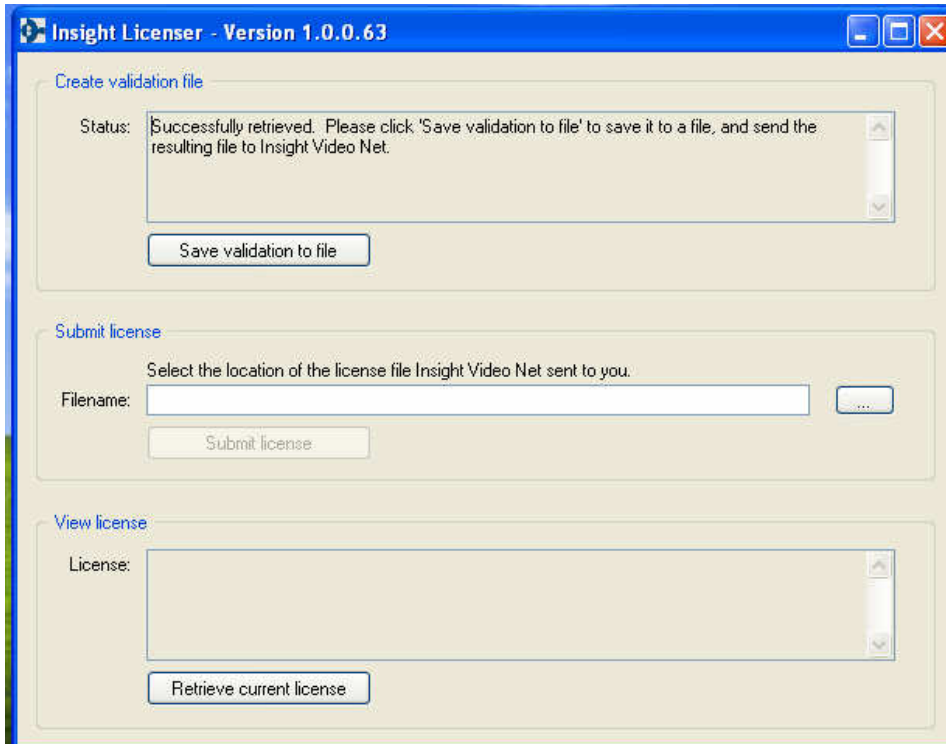 Insight Licenser - Version 1.0.0.63
Create validation file
Status: Successfully retrieved.  Please click 'Save validation to file' to save it to a file, and send the
resulting file to Insight Video Net.
Save validation to file
Submit license
Select the location of the license file Insight Video Net sent to you.
Filename:
...
Submit license
View license
License:
Retrieve current license